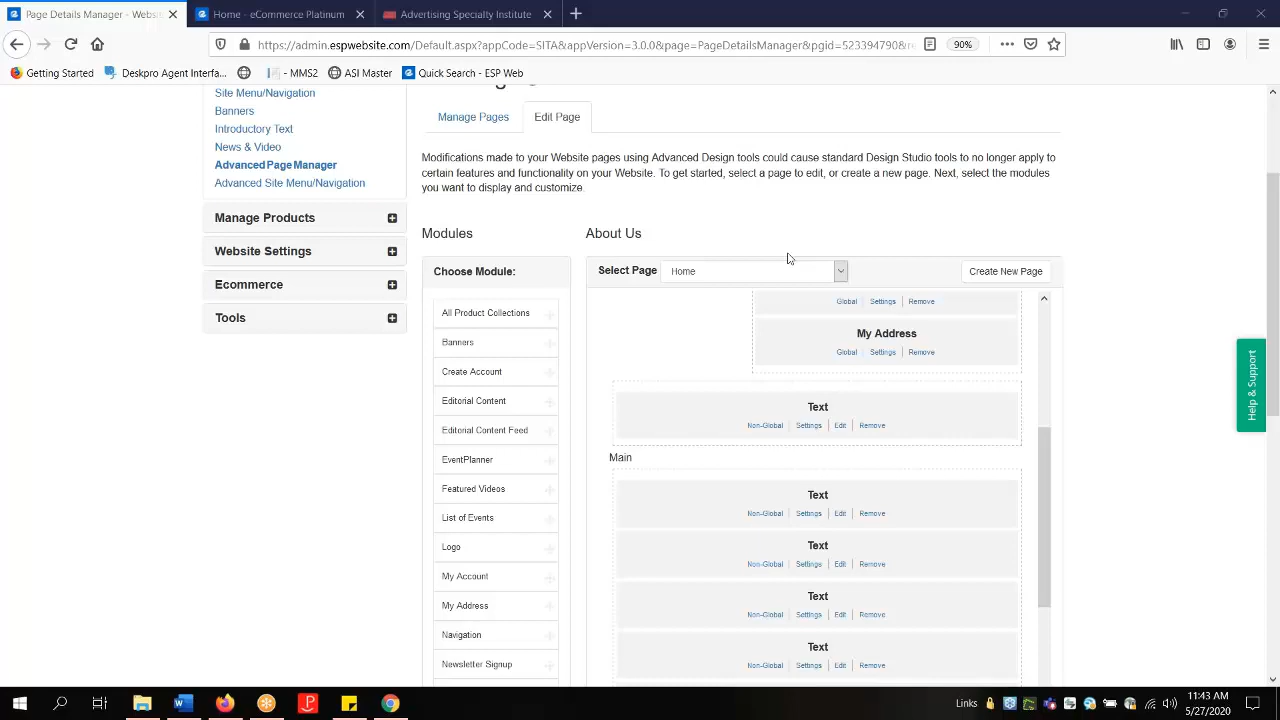 Page Details Manager - Websi
Home - eCommerce Platinum
Advertising Specialty Institute
https://admin.espwebsite.com/Default.aspx?appCode=SITA&appVersion=3.0.0&page=PageDetailsManager&pgid=523394790&
90%
Getting Started
Deskpro Agent Interfa...
- MMS2
ASI Master
Quick Search - ESP Web
Site Menu/Navigation
Banners
Introductory Text
News & Video
Advanced Page Manager
Advanced Site Menu/Navigation
Manage Products
Website Settings
Ecommerce
Tools
Manage Pages
Edit Page
Modifications made to your Website pages using Advanced Design tools could cause standard Design Studio tools to no longer apply to
certain features and functionality on your Website. To get started, select a page to edit, or create a new page. Next, select the modules
you want to display and customize.
Modules
About Us
Choose Module:
Select Page
Home
Create New Page
All Product Collections
Banners
Create Account
Editorial Content
Editorial Content Feed
EventPlanner
Featured Videos
List of Events
Logo
My Account
My Address
Navigation
Newsletter Signup
Global | Settings | Remove
My Address
Global | Settings | Remove
Text
Non-Global | Settings | Edit | Remove
Main
Text
Non-Global | Settings | Edit | Remove
Text
Non-Global | Settings | Edit | Remove
Text
Non-Global | Settings | Edit | Remove
Text
Non-Global | Settings | Edit | Remove
Help & Support
Links
11:43 AM
5/27/2020